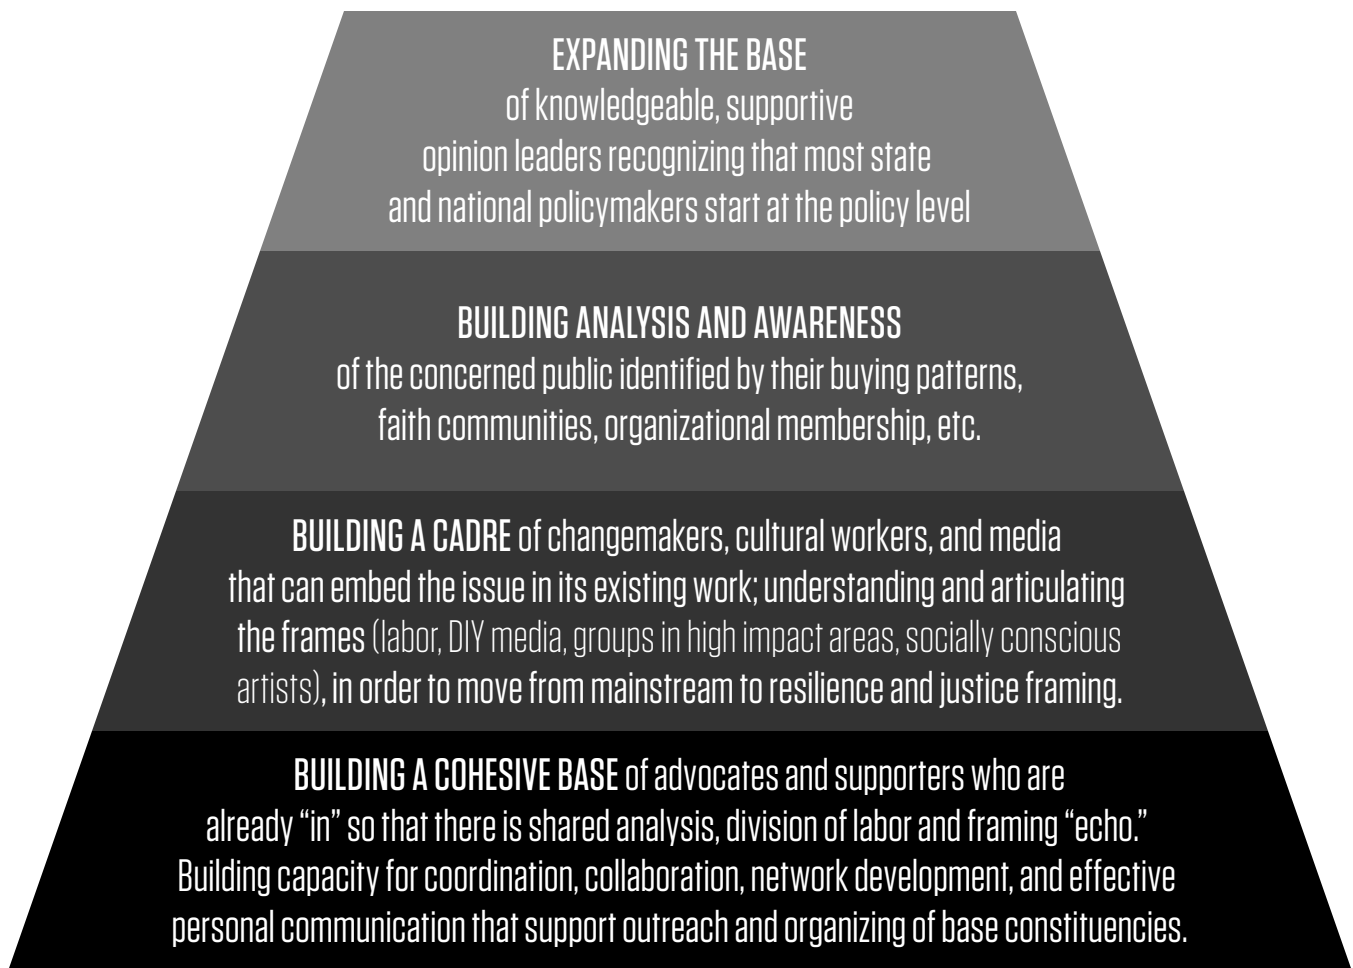 EXPANDING THE BASE
of knowledgeable, supportive
opinion leaders recognizing that most state
and national policymakers start at the policy level
BUILDING ANALYSIS AND AWARENESS
of the concerned public identified by their buying patterns,
faith communities, organizational membership, etc.
BUILDING A CADRE of changemakers, cultural workers, and media
that can embed the issue in its existing work; understanding and articulating
the frames (labor, DIY media, groups in high impact areas, socially conscious
artists), in order to move from mainstream to resilience and justice framing.
BUILDING A COHESIVE BASE of advocates and supporters who are
already “in” so that there is shared analysis, division of labor and framing “echo.”
Building capacity for coordination, collaboration, network development, and effective
personal communication that support outreach and organizing of base constituencies.